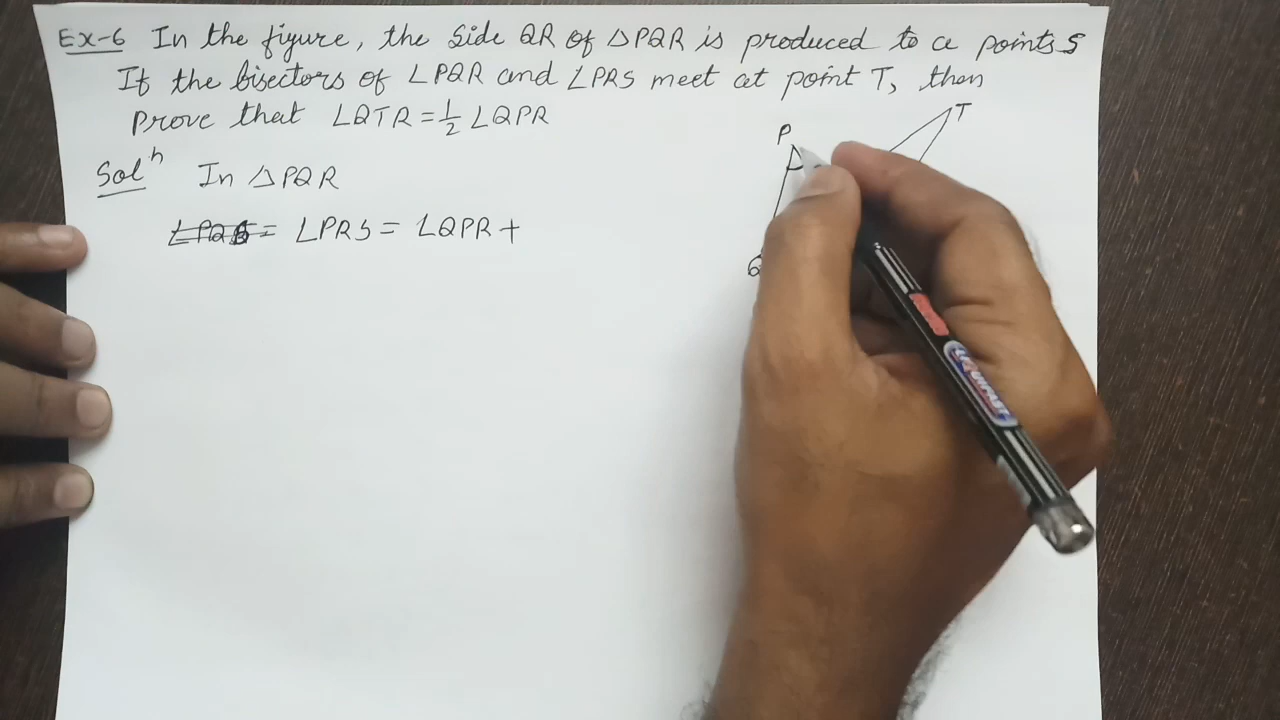 Ex-6 In the figure, the side QR of △PQR is produced to a points S
If the bisectors of ∠PQR and ∠PRS meet at point T, then
Prove that ∠QTR = 1/2 ∠QPR
Solⁿ In △PQR
∠PRS = ∠QPR +
P
T
Q